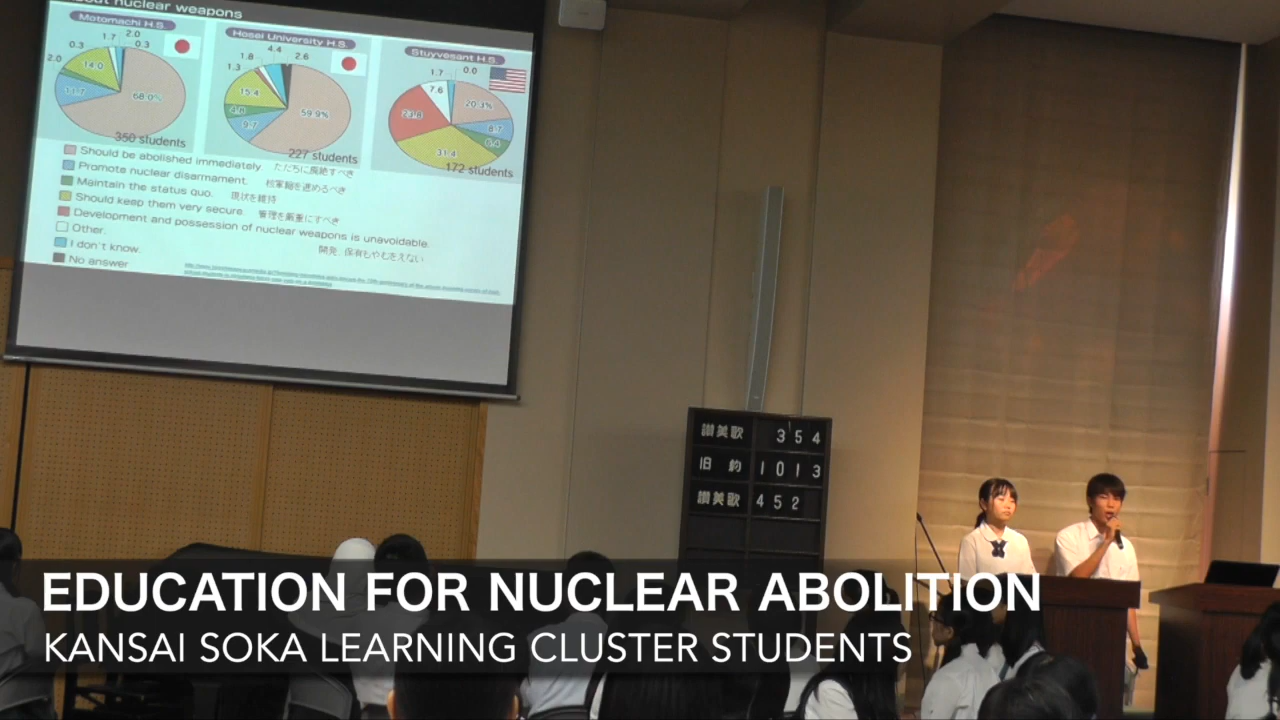 about nuclear weapons
Motomachi H.S.
1.7
2.0
0.3
0.3
2.0
14.0
11.7
68.0%
350 students
Hosei University H.S.
4.4
1.8
2.6
1.3
15.4
4.8
9.7
59.9%
227 students
Stuyvesant H.S.
1.7
0.0
7.6
20.3%
23.8
8.7
6.4
31.4
172 students
Should be abolished immediately ただちに廃絶すべき
Promote nuclear disarmament. 核軍縮を進めるべき
Maintain the status quo. 現状を維持
Should keep them very secure. 管理を厳重にすべき
Development and possession of nuclear weapons is unavoidable.
Other.
開発、保有もやむをえない
I don't know.
No answer
讃美歌 354
旧約 1013
讃美歌 452
EDUCATION FOR NUCLEAR ABOLITION
KANSAI SOKA LEARNING CLUSTER STUDENTS